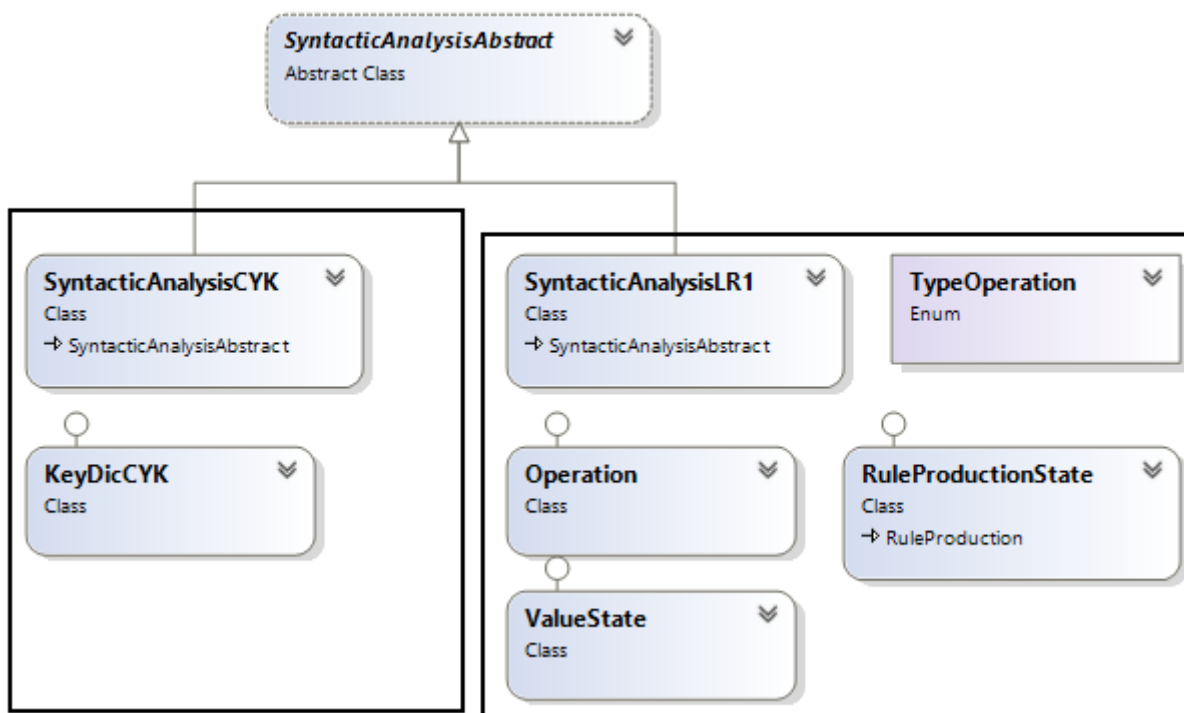 SyntacticAnalysisAbstract
Abstract Class
SyntacticAnalysisCYK
Class
SyntacticAnalysisAbstract
KeyDicCYK
Class
SyntacticAnalysisLR1
Class
SyntacticAnalysisAbstract
TypeOperation
Enum
Operation
Class
RuleProductionState
Class
RuleProduction
ValueState
Class